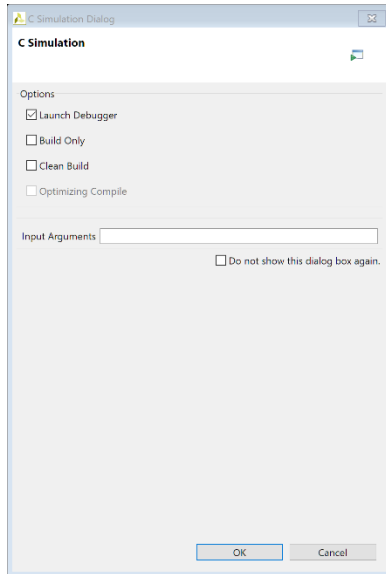 C Simulation Dialog
C Simulation
Options
Launch Debugger
Build Only
Clean Build
Optimizing Compile
Input Arguments
Do not show this dialog box again.
OK Cancel